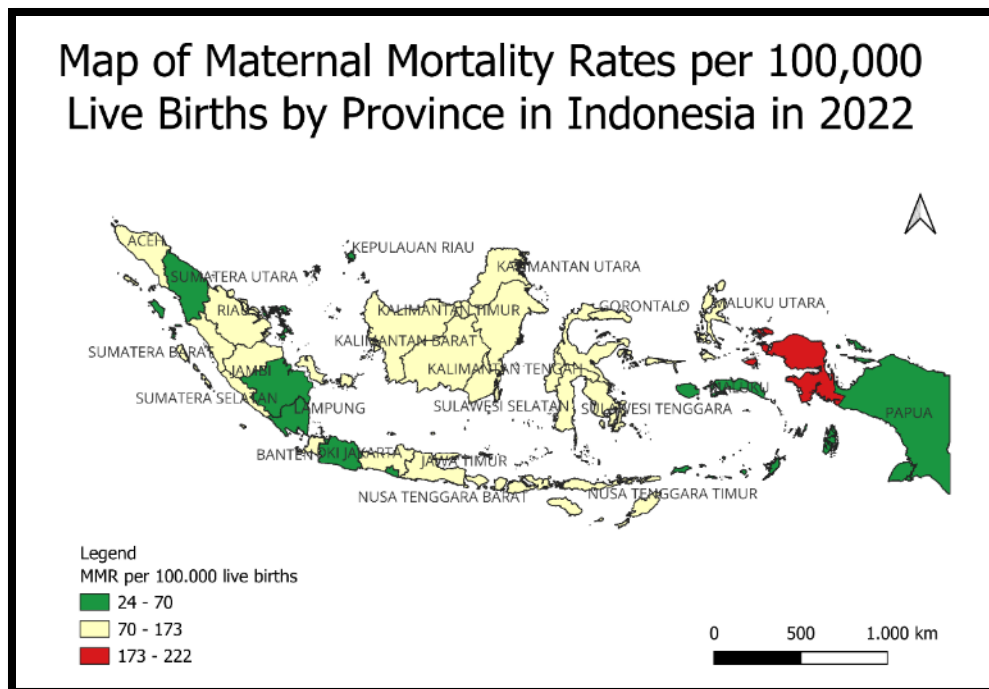 Map of Maternal Mortality Rates per 100,000
Live Births by Province in Indonesia in 2022
ACEH
KEPULAUAN RIAU
SUMATERA UTARA
KALIMANTAN UTARA
RIAU
KALIMANTAN TIMUR
GORONTALO
MALUKU UTARA
KALIMANTAN BARAT
SUMATERA BARAT
JAMBI
KALIMANTAN TENGAH
MALUKU
SUMATERA SELATAN
LAMPUNG
SULAWESI SELATAN
SULAWESI TENGGARA
PAPUA
BANTEN
DKI JAKARTA
JAWA TIMUR
NUSA TENGGARA BARAT
NUSA TENGGARA TIMUR
Legend
MMR per 100.000 live births
24 - 70
70 - 173
173 - 222
0 500 1.000 km